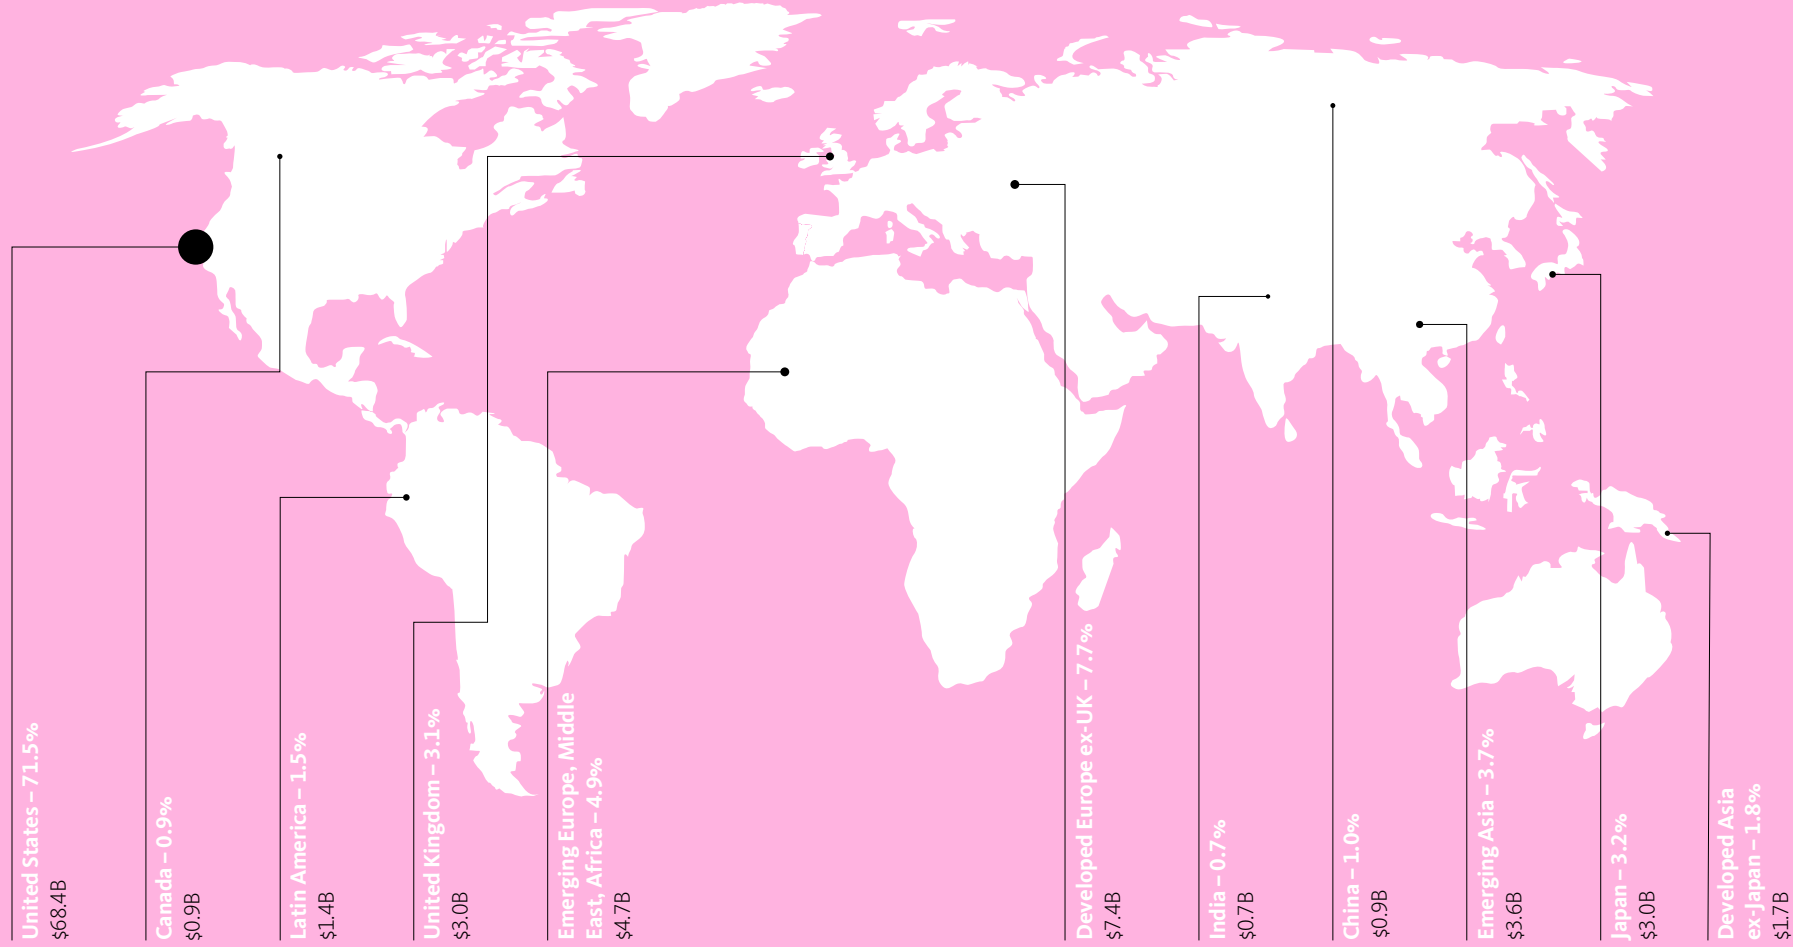 United States – 71.5%
$68.4B
Canada – 0.9%
$0.9B
Latin America – 1.5%
$1.4B
United Kingdom – 3.1%
$3.0B
Emerging Europe, Middle
East, Africa – 4.9%
$4.7B
Developed Europe ex-UK – 7.7%
$7.4B
India – 0.7%
$0.7B
China – 1.0%
$0.9B
Emerging Asia – 3.7%
$3.6B
Japan – 3.2%
$3.0B
Developed Asia
ex-Japan – 1.8%
$1.7B